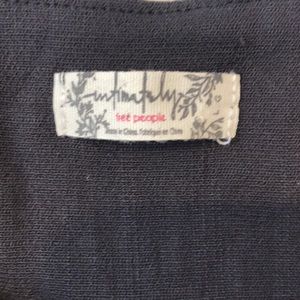 intimately
free people
Made in China. Fabriqué en Chine